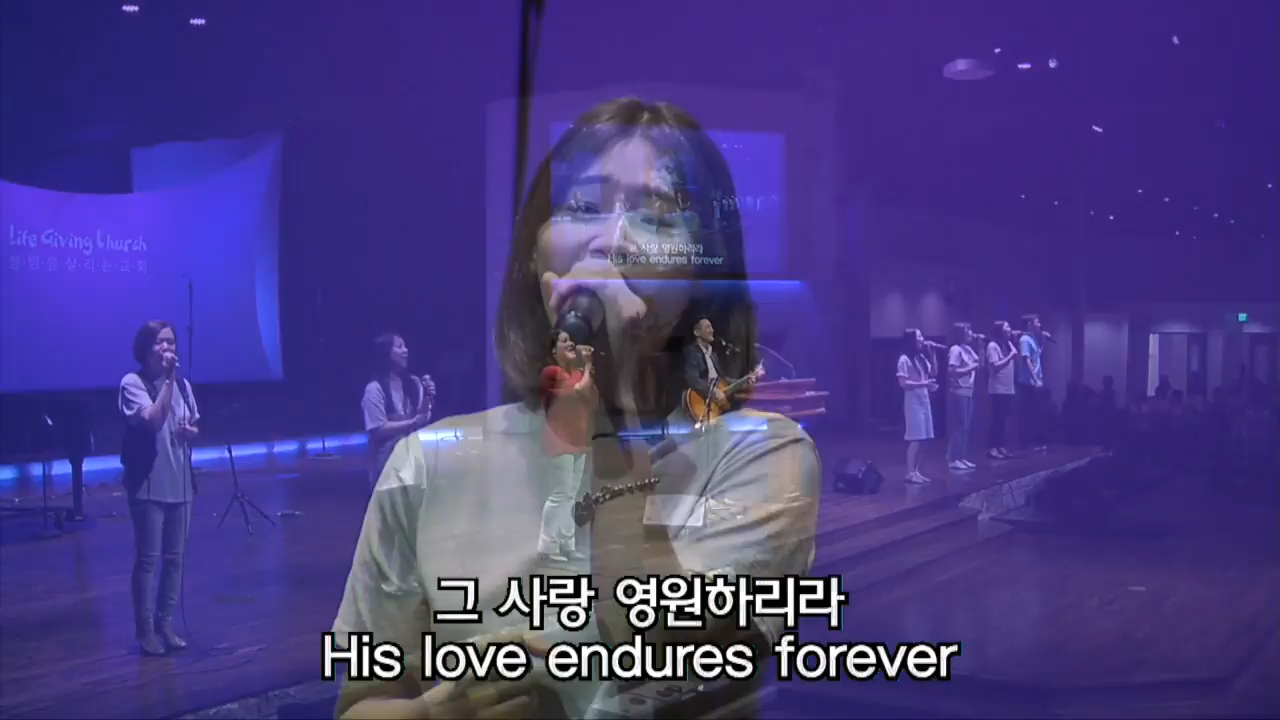 Life Giving Church
생·명·을·살·리·는·교·회
그 사랑 영원하리라
His love endures forever
그 사랑 영원하리라
His love endures forever